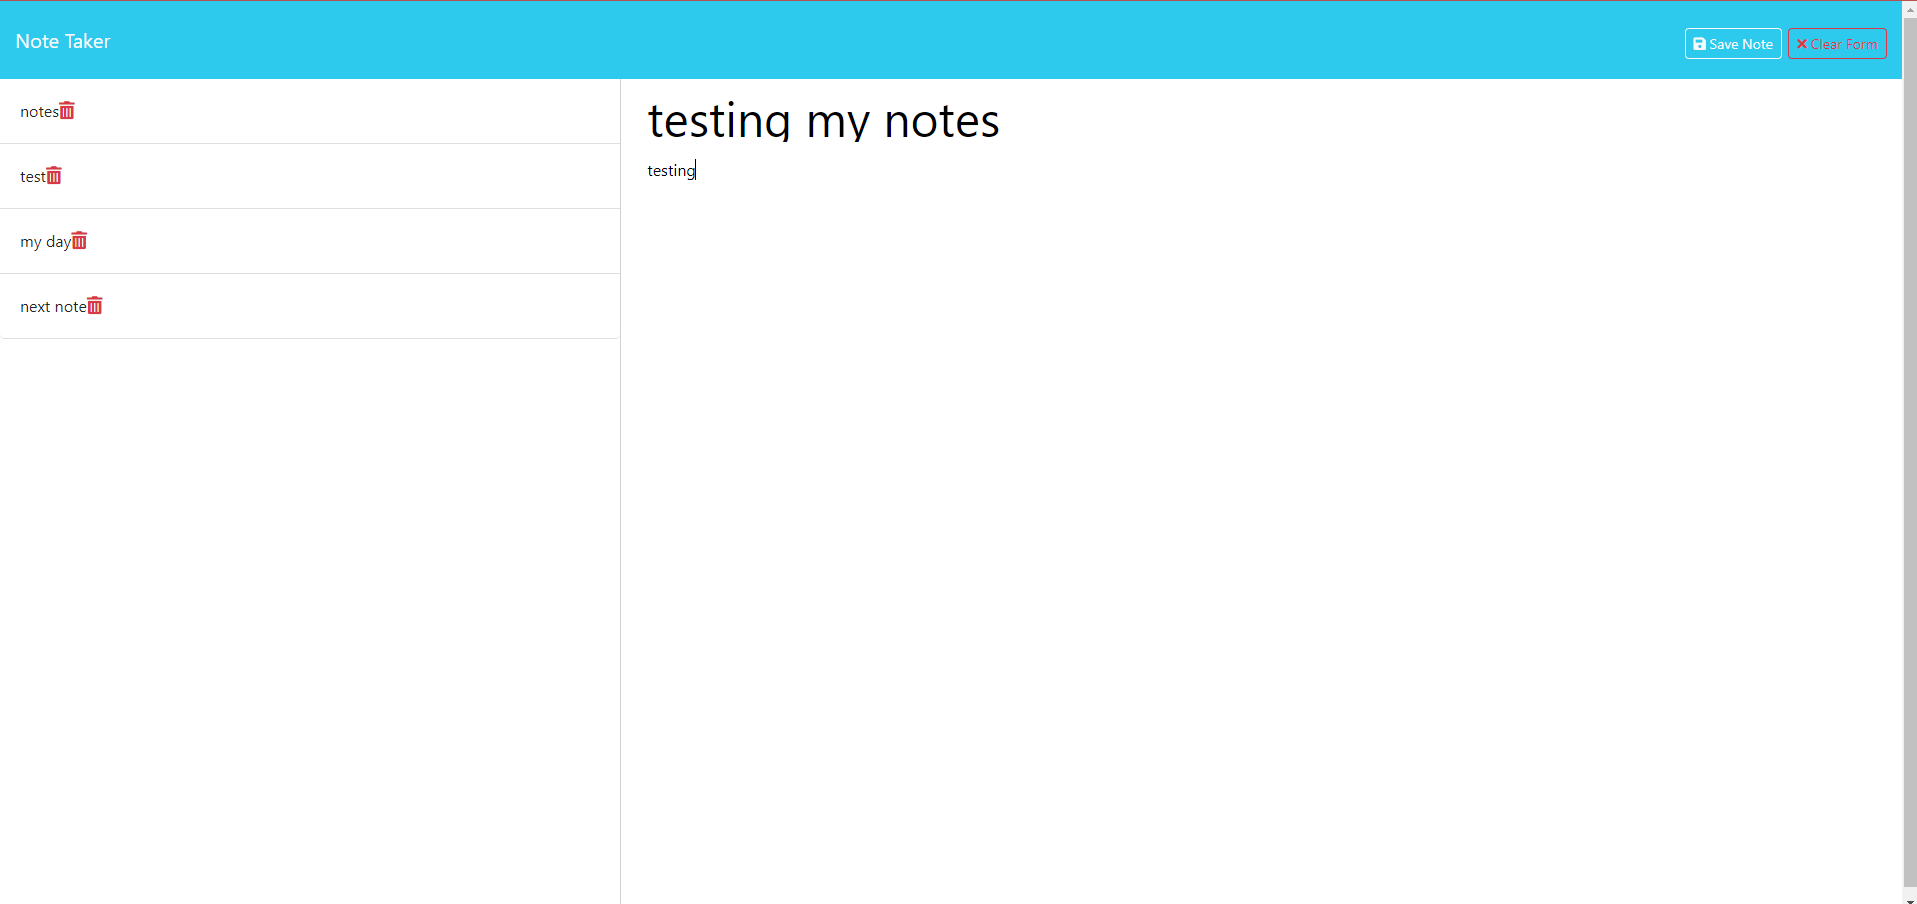 Note Taker
Save Note
Clear Form
notes
test
my day
next note
testing my notes
testing